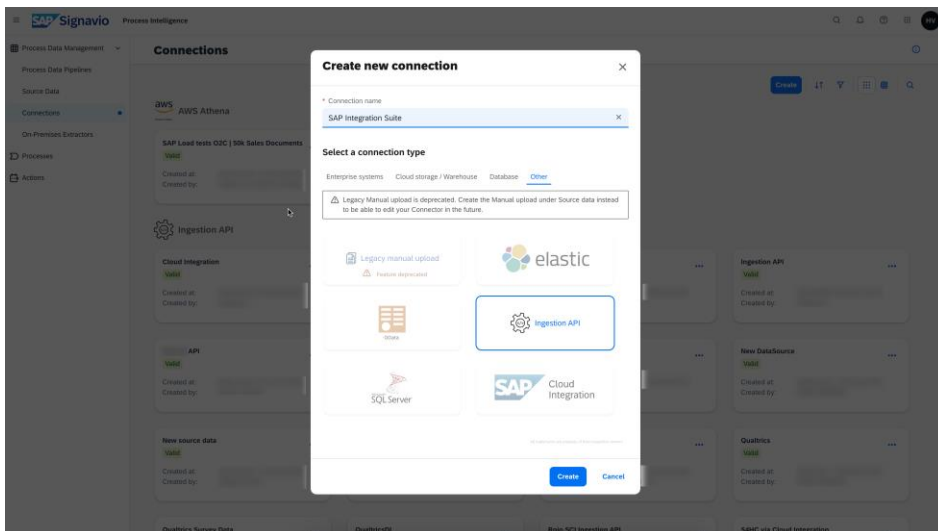 SAP Signavio Process Intelligence
HV
Process Data Management
Process Data Pipelines
Source Data
Connections
On-Premises Extractors
Processes
Actions
Connections
Create
aws AWS Athena
SAP Load tests O2C | 50k Sales Documents
Valid
Created at:
Created by:
Ingestion API
Cloud Integration
Valid
Created at:
Created by:
API
Valid
Created at:
Created by:
New source data
Valid
Created at:
Created by:
Qualtrics Survey Data
Create new connection
* Connection name
SAP Integration Suite
Select a connection type
Enterprise systems Cloud storage / Warehouse Database Other
Legacy Manual upload is deprecated. Create the Manual upload under Source data instead
to be able to edit your Connector in the future.
Legacy manual upload
Feature deprecated
elastic
Ingestion API
SQL Server
SAP Cloud
Integration
Create Cancel
Ingestion API
Valid
Created at:
Created by:
New DataSource
Valid
Created at:
Created by:
Qualtrics
Valid
Created at:
Created by: